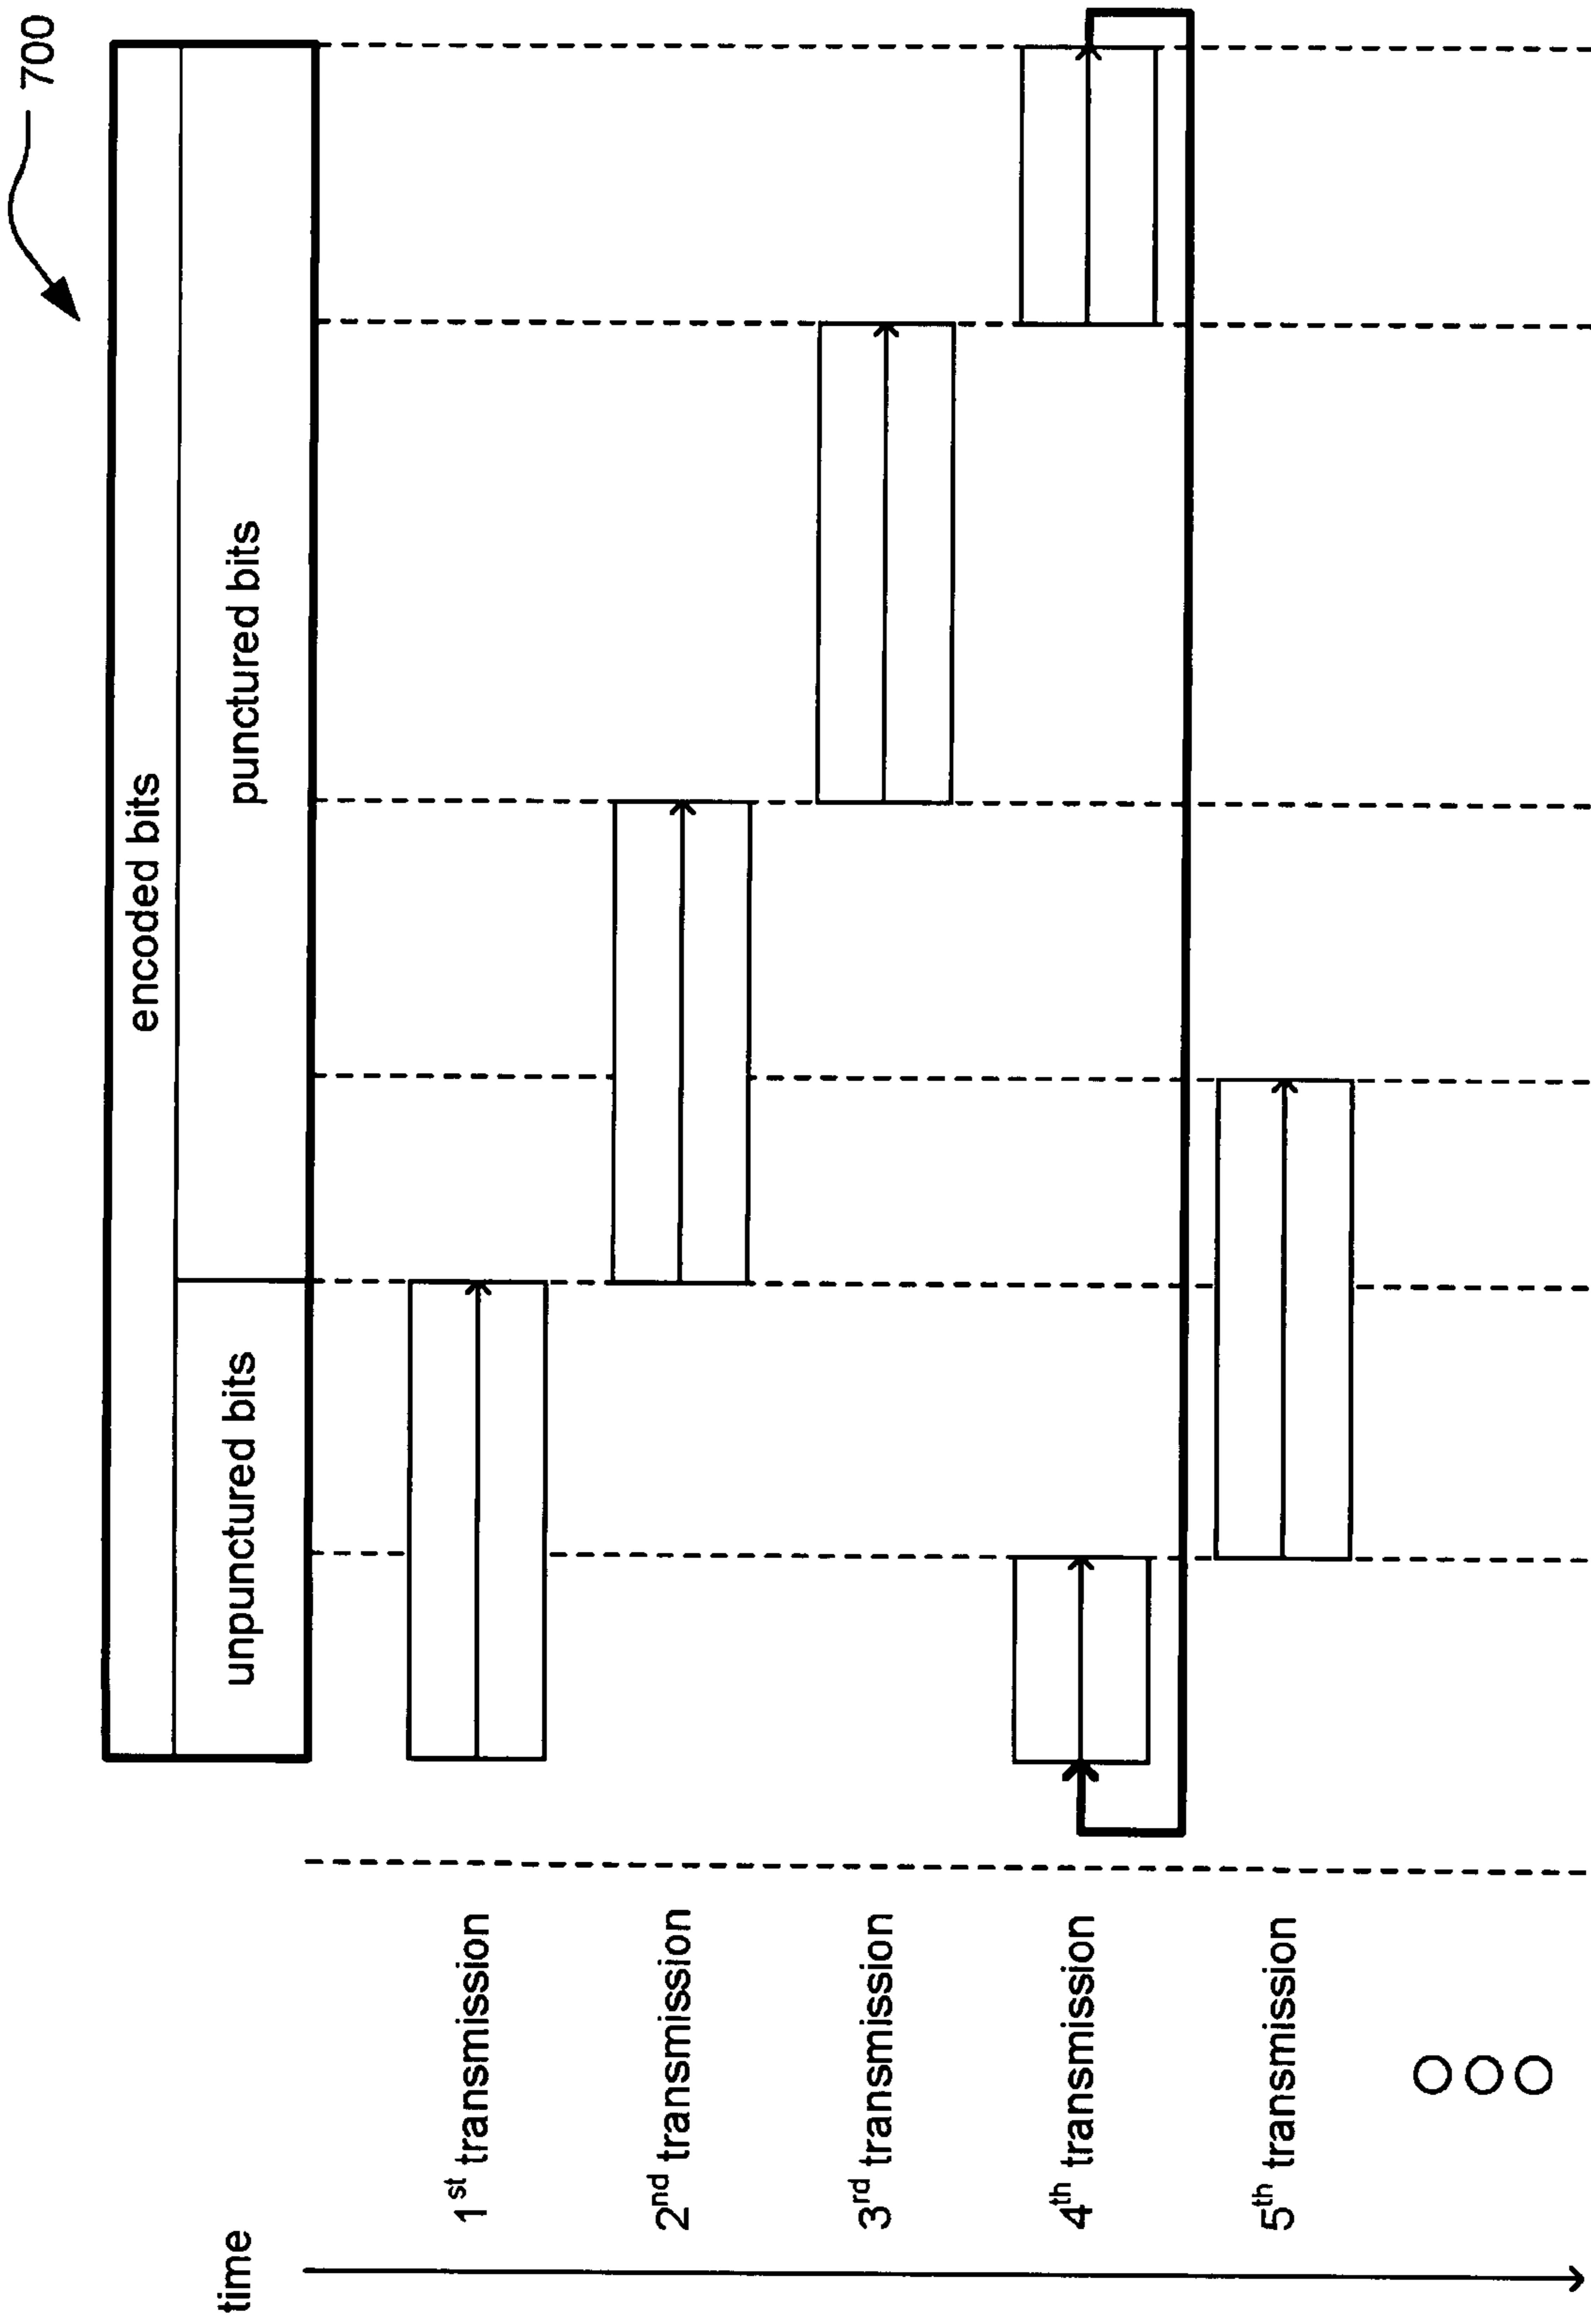 700
encoded bits
unpunctured bits
punctured bits
time
1st transmission
2nd transmission
3rd transmission
4th transmission
5th transmission